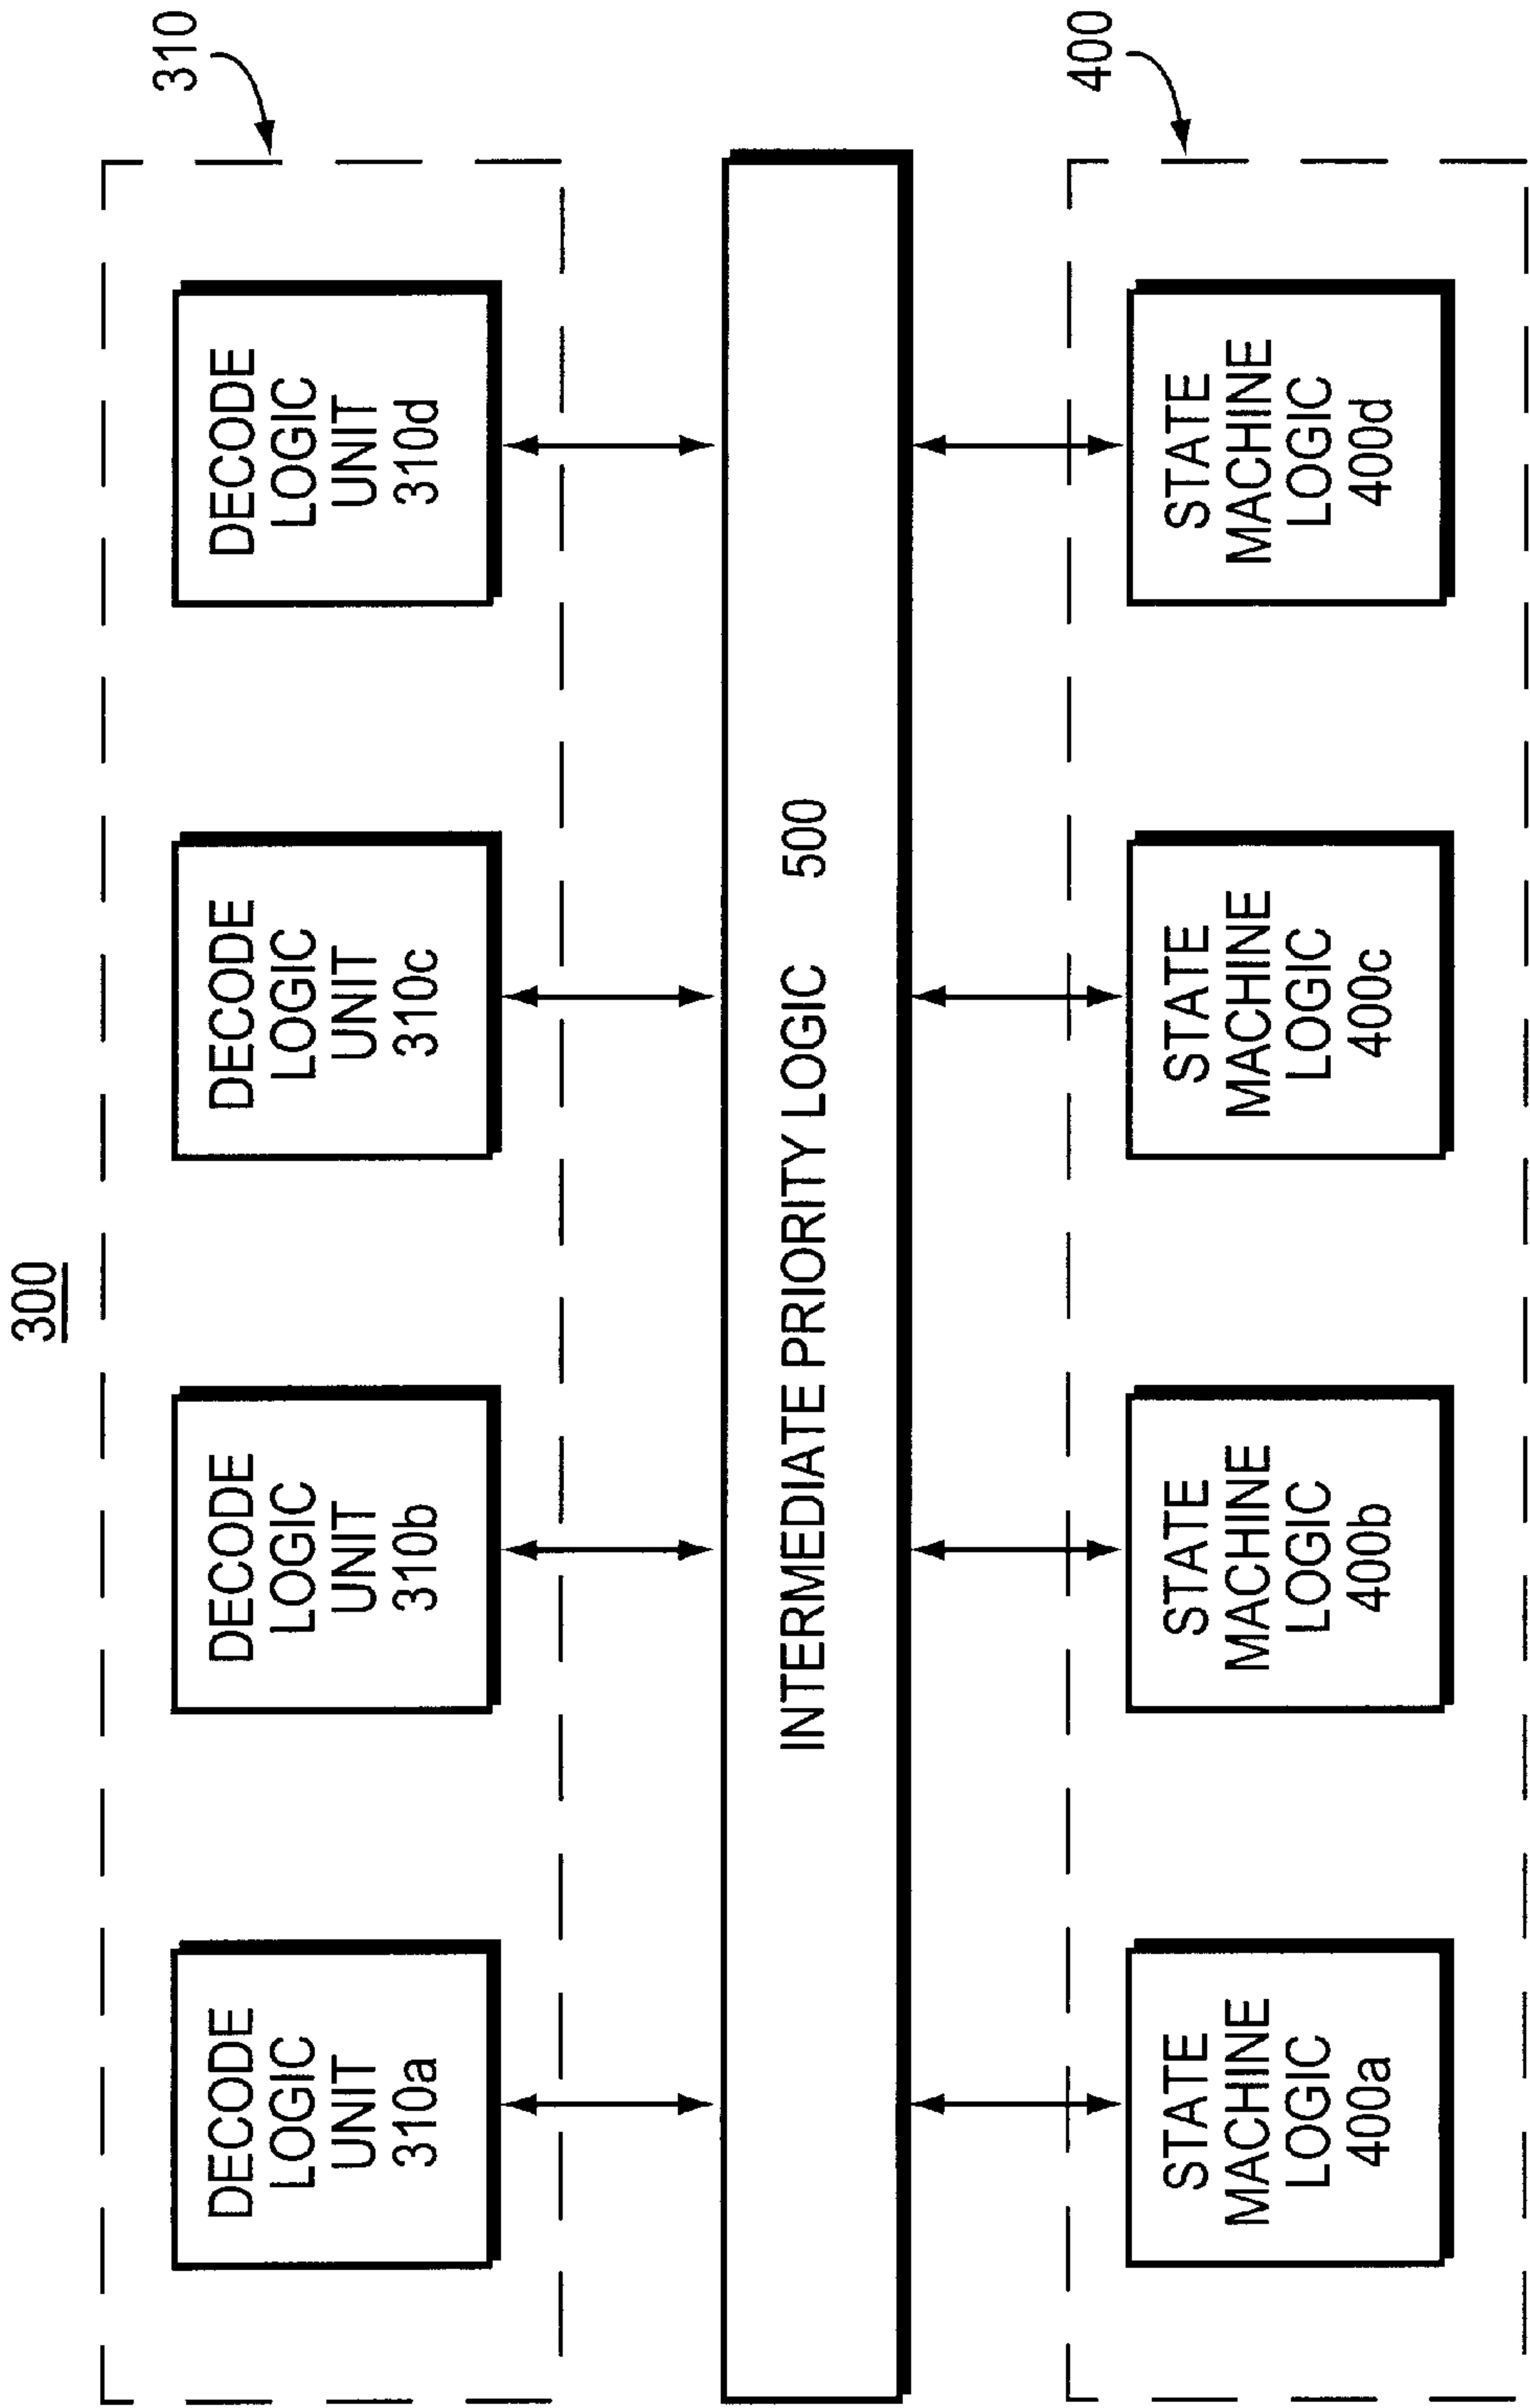 300
310
DECODE
LOGIC
UNIT
310a
DECODE
LOGIC
UNIT
310b
DECODE
LOGIC
UNIT
310c
DECODE
LOGIC
UNIT
310d
INTERMEDIATE PRIORITY LOGIC 500
400
STATE
MACHINE
LOGIC
400a
STATE
MACHINE
LOGIC
400b
STATE
MACHINE
LOGIC
400c
STATE
MACHINE
LOGIC
400d